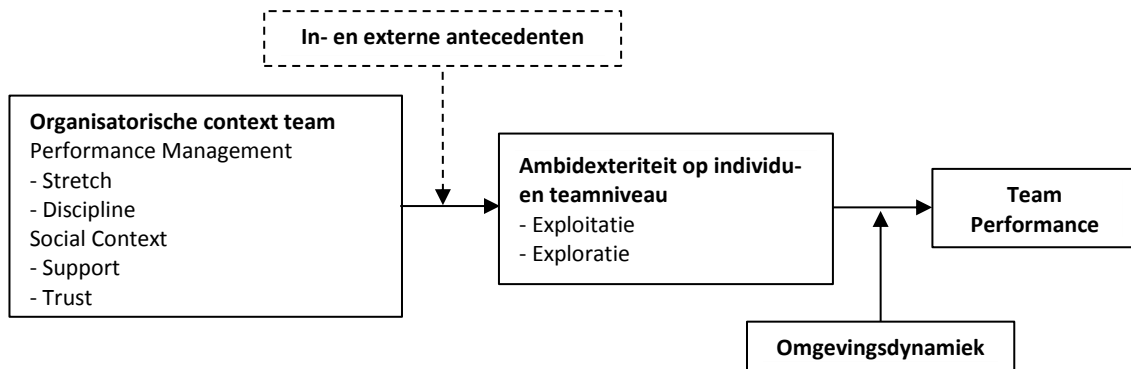 In- en externe antecedenten
Organisatorische context team
Performance Management
- Stretch
- Discipline
Social Context
- Support
- Trust
Ambidexteriteit op individu-
en teamniveau
- Exploitatie
- Exploratie
Team
Performance
Omgevingsdynamiek